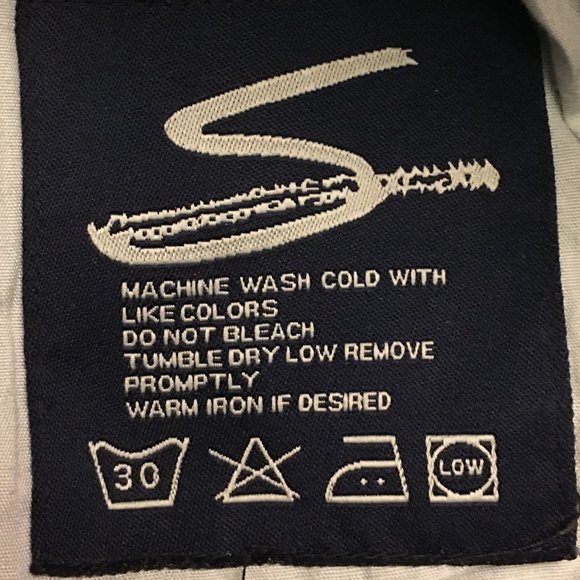 S
MACHINE WASH COLD WITH
LIKE COLORS
DO NOT BLEACH
TUMBLE DRY LOW REMOVE
PROMPTLY
WARM IRON IF DESIRED
30 LOW